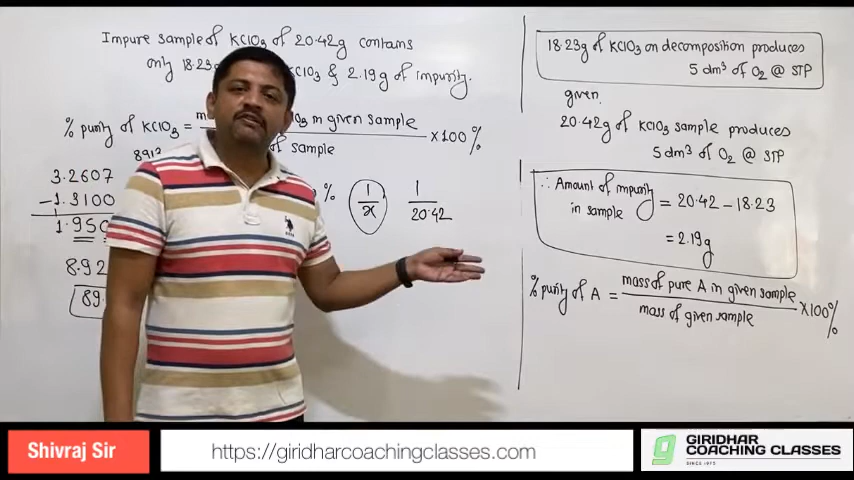 Impure sample of KClO3 of 20.42g contains
only 18.23g KClO3 & 2.19g of impurity.
% purity of KClO3 = in given sample ×100%
of sample
8913
3.2607
-1.3100
1.950
8.92
89.
%
1/x
1/20.42
18.23g of KClO3 on decomposition produces
5 dm³ of O2 @ STP
given.
20.42g of KClO3 sample produces
5 dm³ of O2 @ STP
∴ Amount of impurity in sample = 20.42 - 18.23
= 2.19g
% purity of A = mass of pure A in given sample / mass of given sample ×100%
Shivraj Sir
https://giridharcoachingclasses.com
GIRIDHAR
COACHING CLASSES
SINCE 1972